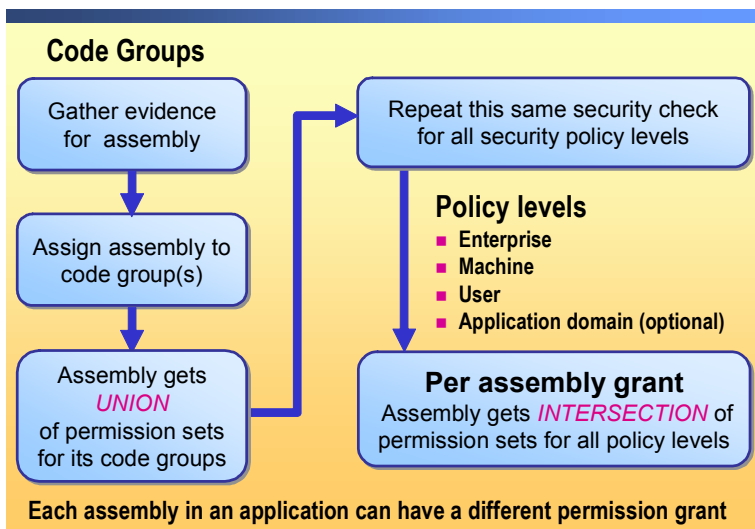 Code Groups
Gather evidence
for assembly
Assign assembly to
code group(s)
Assembly gets
UNION
of permission sets
for its code groups
Repeat this same security check
for all security policy levels
Policy levels
Enterprise
Machine
User
Application domain (optional)
Per assembly grant
Assembly gets INTERSECTION of
permission sets for all policy levels
Each assembly in an application can have a different permission grant